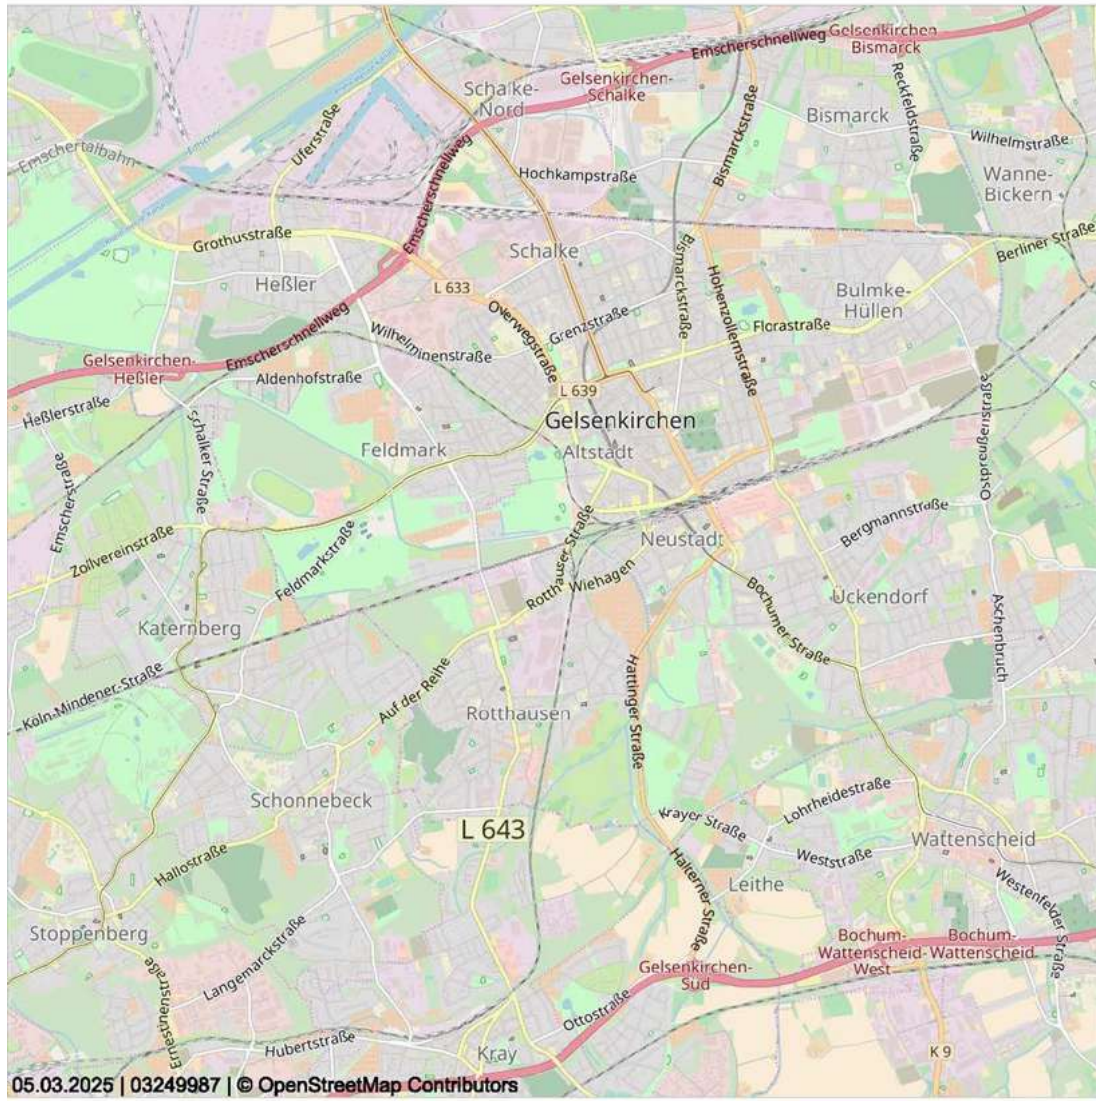 Emscherschnellweg
Gelsenkirchen
Bismarck
Gelsenkirchen-
Schalke
Schalke-
Nord
Reckfeldstraße
Bismarckstraße
Bismarck
Uferstraße
Wilhelmstraße
Emschertalbahn
Emscherschnellweg
Hochkampstraße
Wanne-
Bickern
Grothusstraße
Schalke
Bismarckstraße
Berliner Straße
Heßler
L 633
Hohenzollernstraße
Bulmke-
Hüllen
Overwegstraße
Grenzstraße
Florastraße
Emscherschnellweg
Wilhelminenstraße
Gelsenkirchen-
Heßler
Aldenhofstraße
L 639
Heßlerstraße
Schalker Straße
Gelsenkirchen
Ostpreußenstraße
Feldmark
Altstadt
Emscherstraße
Zollvereinstraße
Feldmarkstraße
Rotthauser Straße
Neustadt
Bergmannstraße
Wiehagen
Bochumer Straße
Ückendorf
Aschenbruch
Katernberg
Köln-Mindener-Straße
Auf der Reihe
Hattinger Straße
Rotthausen
Schonnebeck
L 643
Krayer Straße
Lohrheidestraße
Wattenscheid
Hallostraße
Weststraße
Halterner Straße
Leithe
Westenfelder Straße
Stoppenberg
Langemarckstraße
Bochum-
Wattenscheid-
West
Bochum-
Wattenscheid
Gelsenkirchen-
Süd
Ernestinenstraße
Ottostraße
Hubertstraße
Kray
K 9
05.03.2025 | 03249987 | © OpenStreetMap Contributors